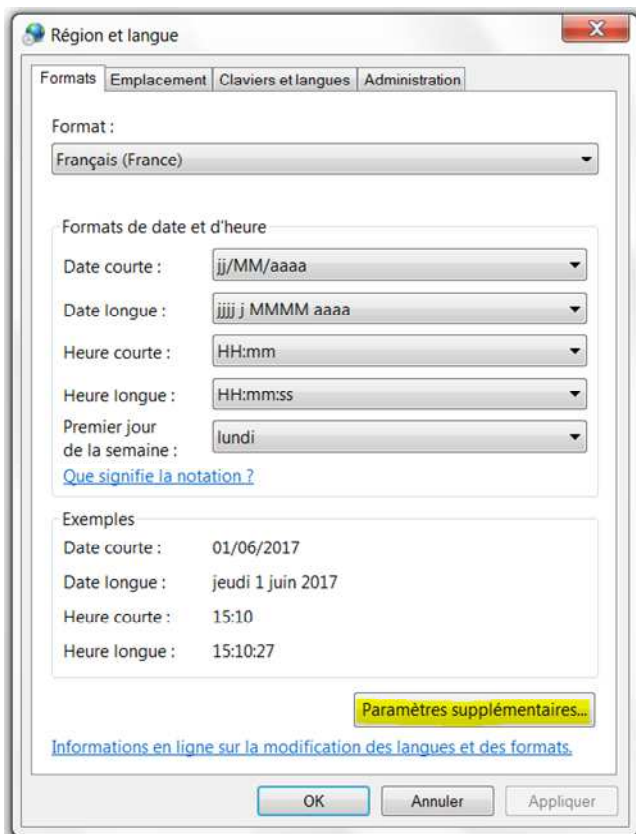 Région et langue
Formats Emplacement Claviers et langues Administration
Format :
Français (France)
Formats de date et d'heure
Date courte : jj/MM/aaaa
Date longue : jjjj j MMMM aaaa
Heure courte : HH:mm
Heure longue : HH:mm:ss
Premier jour
de la semaine : lundi
Que signifie la notation ?
Exemples
Date courte : 01/06/2017
Date longue : jeudi 1 juin 2017
Heure courte : 15:10
Heure longue : 15:10:27
Paramètres supplémentaires...
Informations en ligne sur la modification des langues et des formats.
OK Annuler Appliquer